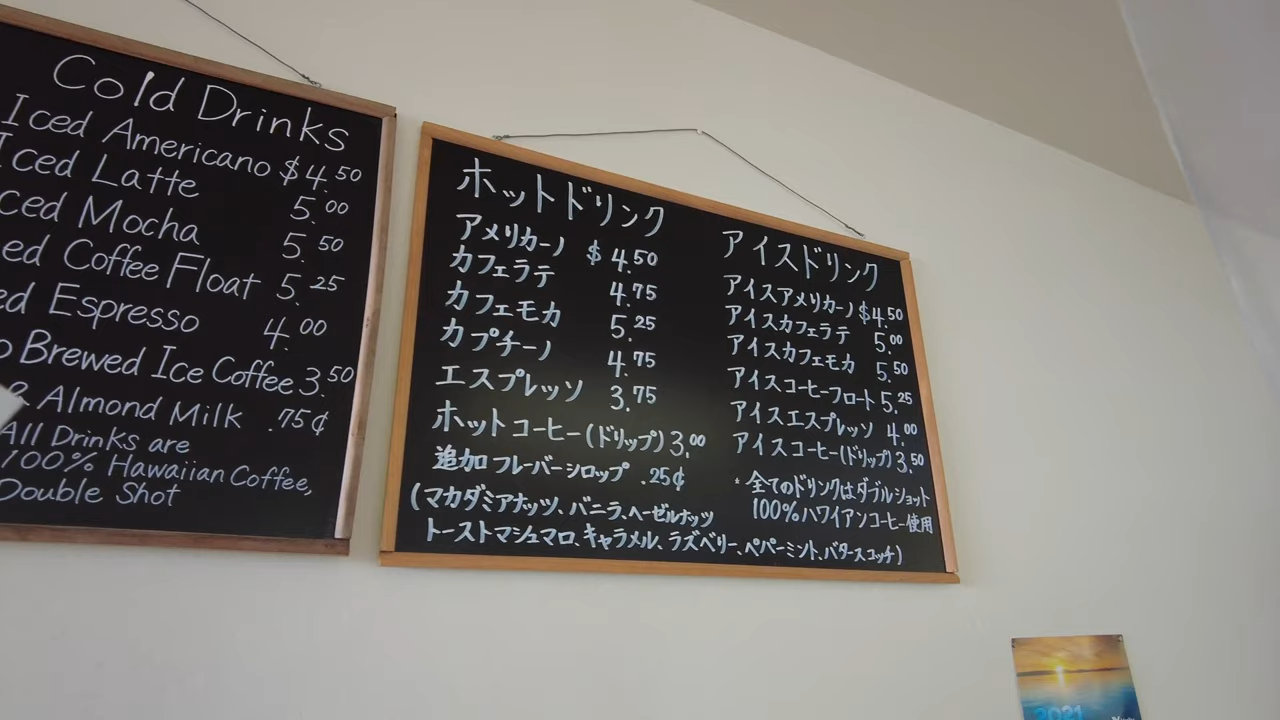 Cold Drinks
Iced Americano $4.50
Iced Latte 5.00
Mocha 5.50
Coffee Float 5.25
Espresso 4.00
Brewed Ice Coffee 3.50
Almond Milk .75¢
All Drinks are
100% Hawaiian Coffee,
Double Shot
ホットドリンク
アメリカーノ $4.50
カフェラテ 4.75
カフェモカ 5.25
カプチーノ 4.75
エスプレッソ 3.75
ホットコーヒー(ドリップ) 3.00
追加フレーバーシロップ .25¢
(マカダミアナッツ、バニラ、ヘーゼルナッツ
トーストマシュマロ、キャラメル、ラズベリー、ペパーミント、バタースコッチ)
アイスドリンク
アイスアメリカーノ $4.50
アイスカフェラテ 5.00
アイスカフェモカ 5.50
アイスコーヒーフロート 5.25
アイスエスプレッソ 4.00
アイスコーヒー(ドリップ) 3.50
*全てのドリンクはダブルショット
100%ハワイアンコーヒー使用
2021